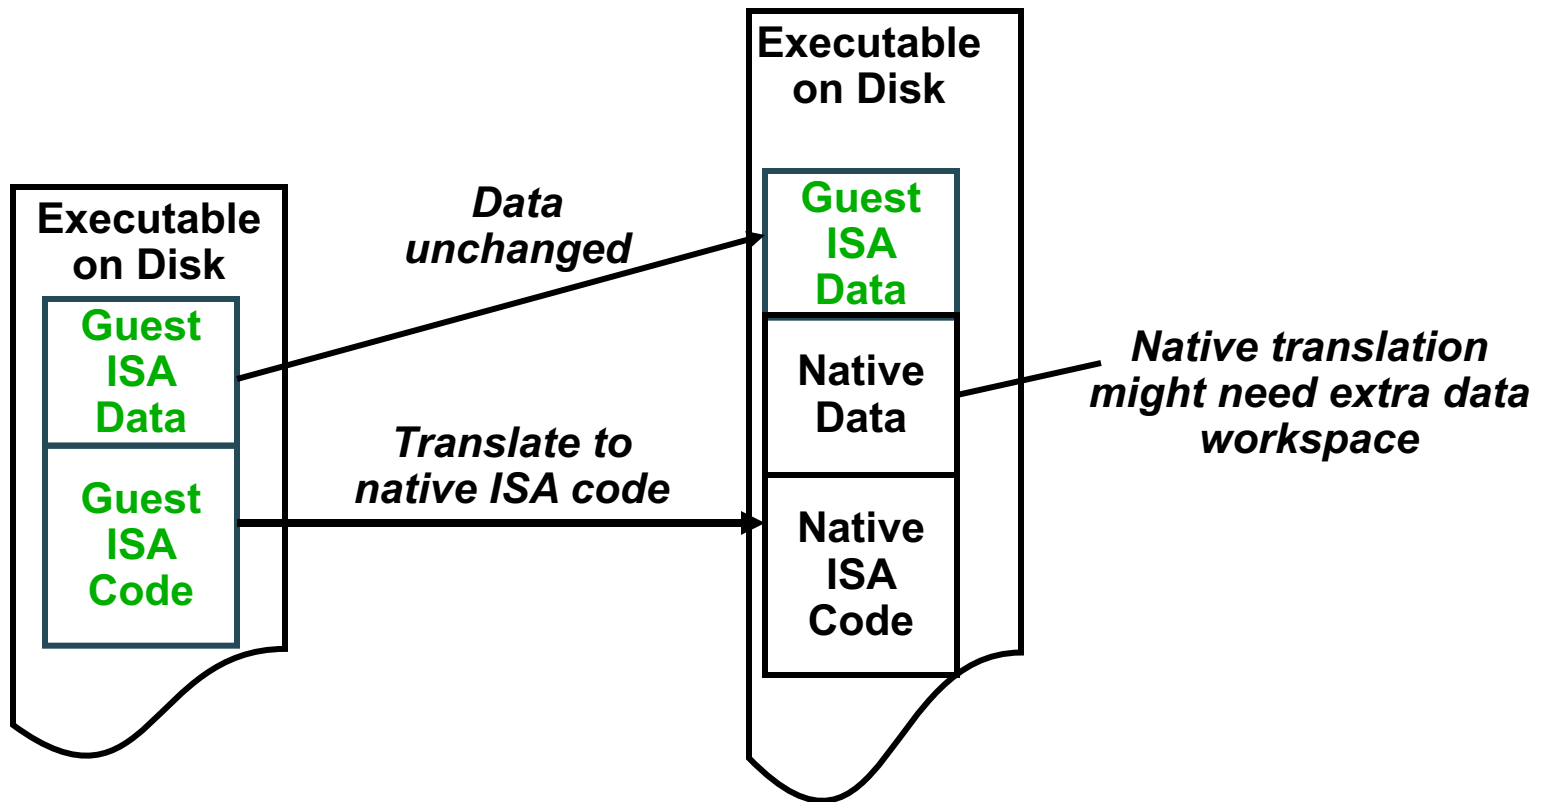 Executable
on Disk
Guest
ISA
Data
Guest
ISA
Code
Data
unchanged
Translate to
native ISA code
Executable
on Disk
Guest
ISA
Data
Native
Data
Native
ISA
Code
Native translation
might need extra data
workspace